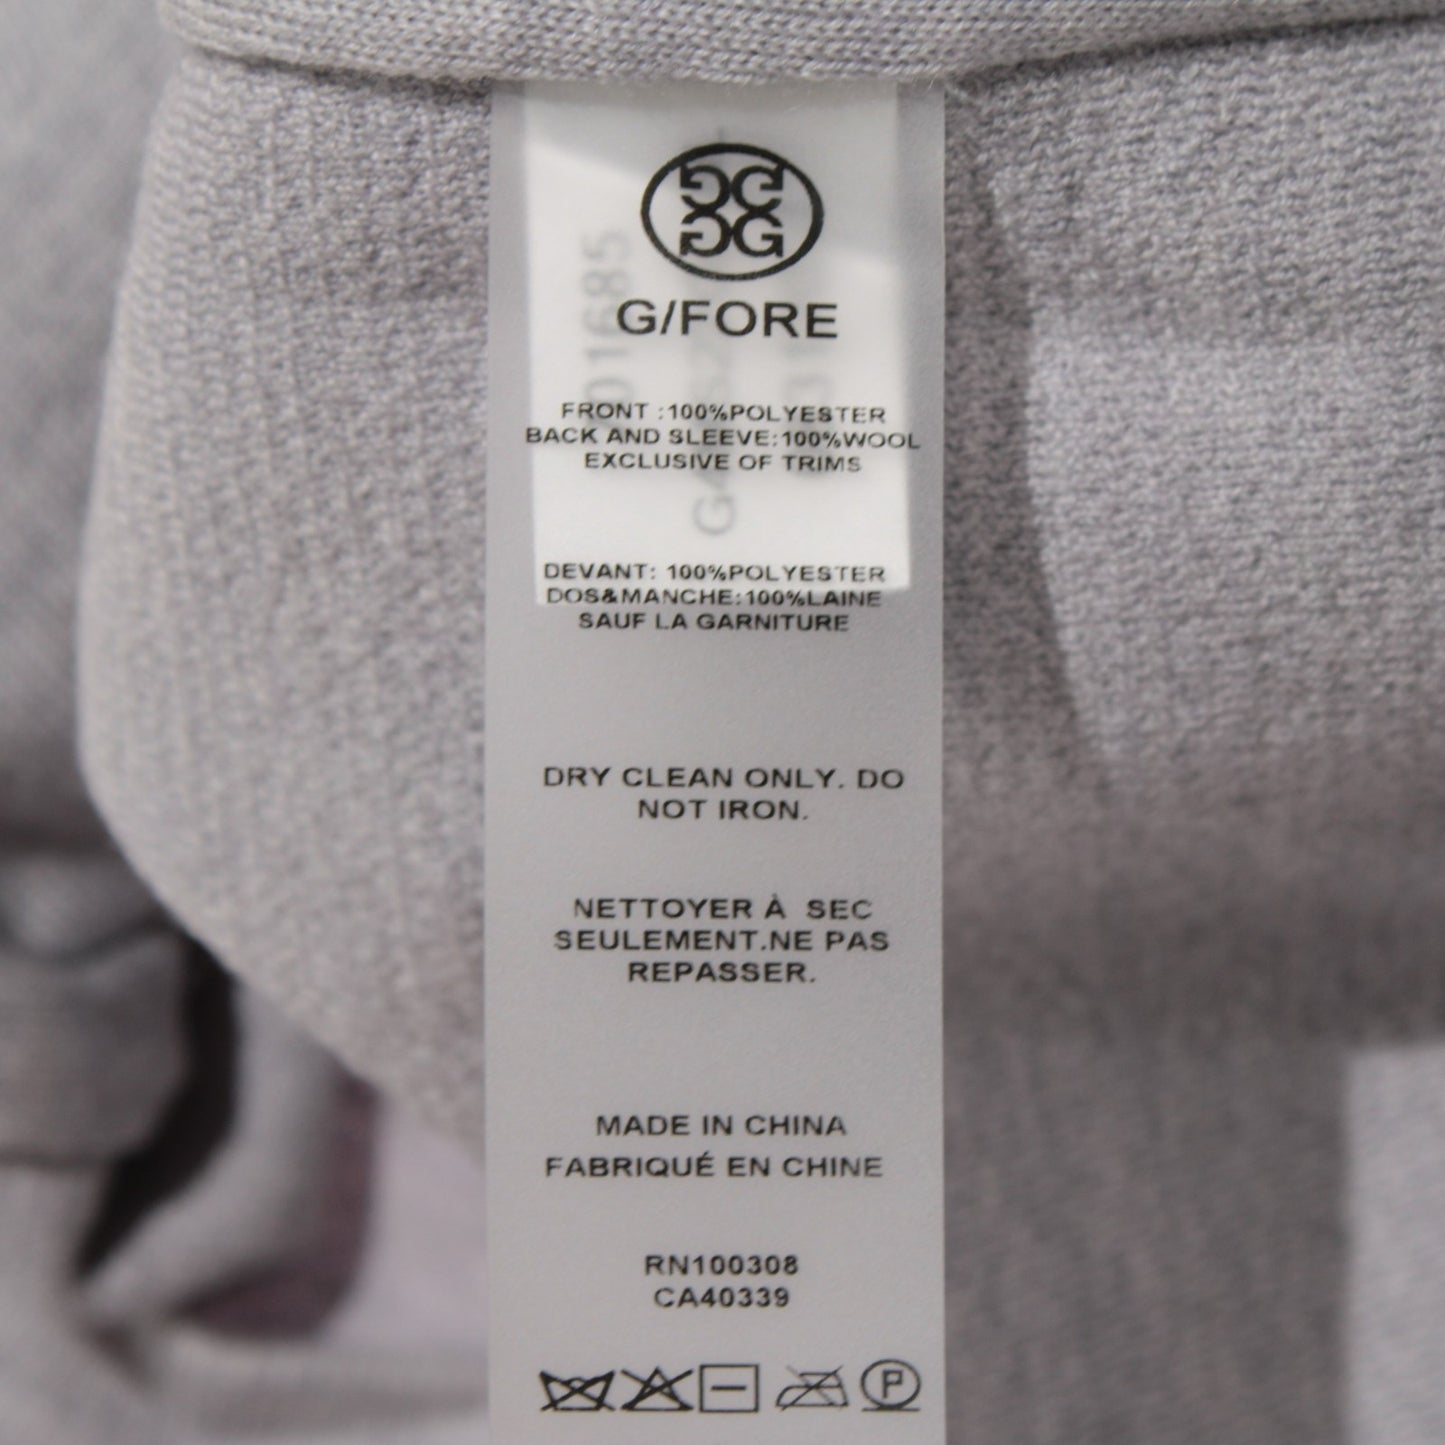 G/FORE
FRONT :100%POLYESTER
BACK AND SLEEVE:100%WOOL
EXCLUSIVE OF TRIMS
DEVANT: 100%POLYESTER
DOS&MANCHE:100%LAINE
SAUF LA GARNITURE
DRY CLEAN ONLY. DO
NOT IRON.
NETTOYER À SEC
SEULEMENT.NE PAS
REPASSER.
MADE IN CHINA
FABRIQUÉ EN CHINE
RN100308
CA40339
P